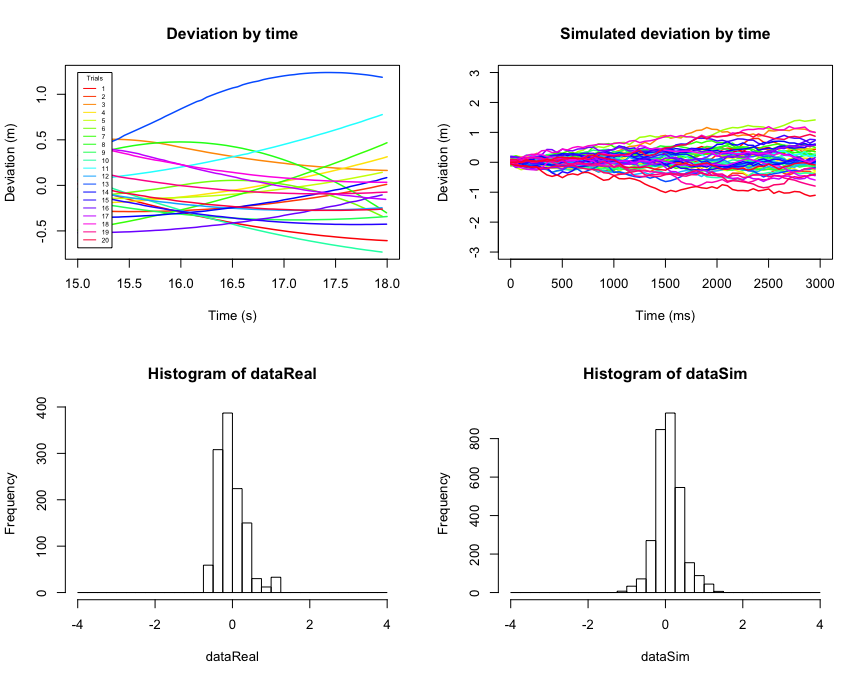 Deviation by time
Deviation (m)
1.0
0.5
0.0
-0.5
Trials
1
2
3
4
5
6
7
8
9
10
11
12
13
14
15
16
17
18
19
20
15.0 15.5 16.0 16.5 17.0 17.5 18.0
Time (s)
Simulated deviation by time
Deviation (m)
3
2
1
0
-1
-2
-3
0 500 1000 1500 2000 2500 3000
Time (ms)
Histogram of dataReal
Frequency
400
300
200
100
0
-4 -2 0 2 4
dataReal
Histogram of dataSim
Frequency
800
600
400
200
0
-4 -2 0 2 4
dataSim